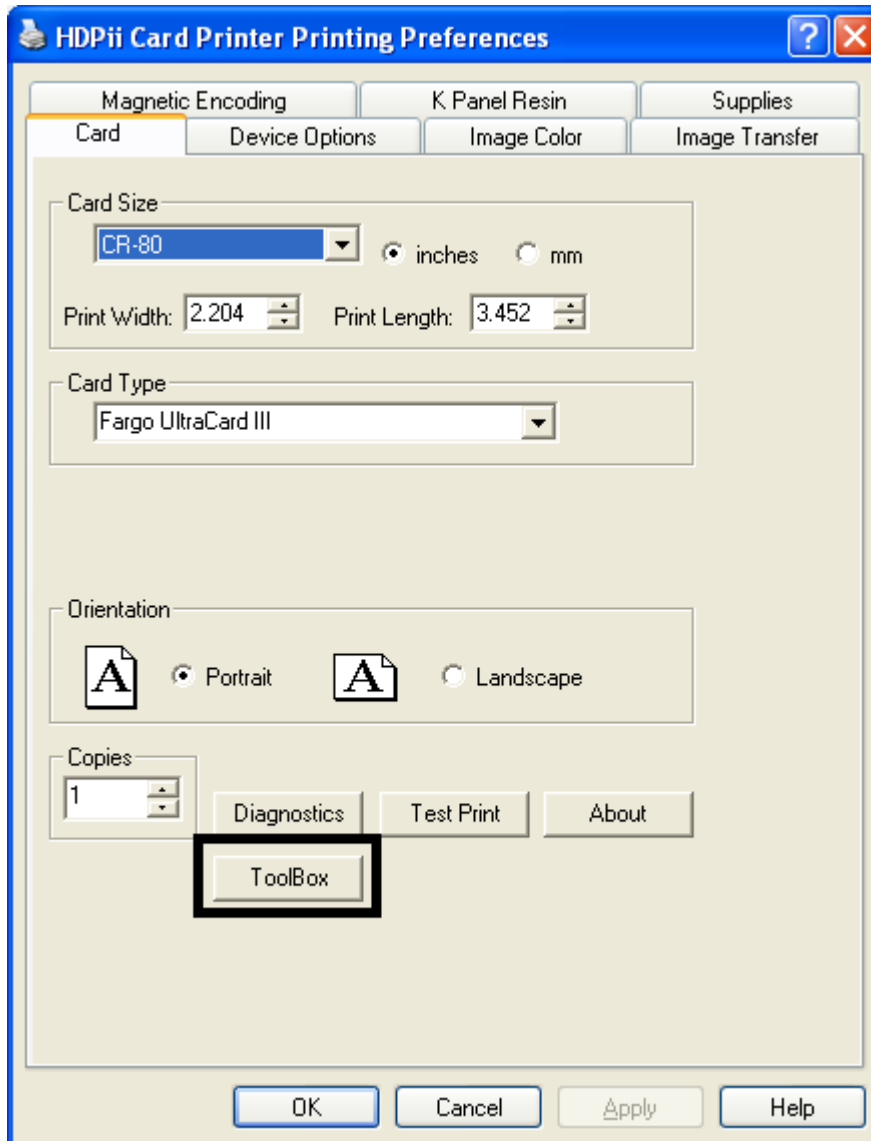 HDPii Card Printer Printing Preferences
Magnetic Encoding K Panel Resin Supplies
Card Device Options Image Color Image Transfer
Card Size
CR-80 inches mm
Print Width: 2.204 Print Length: 3.452
Card Type
Fargo UltraCard III
Orientation
A Portrait A Landscape
Copies
1
Diagnostics Test Print About
ToolBox
OK Cancel Apply Help